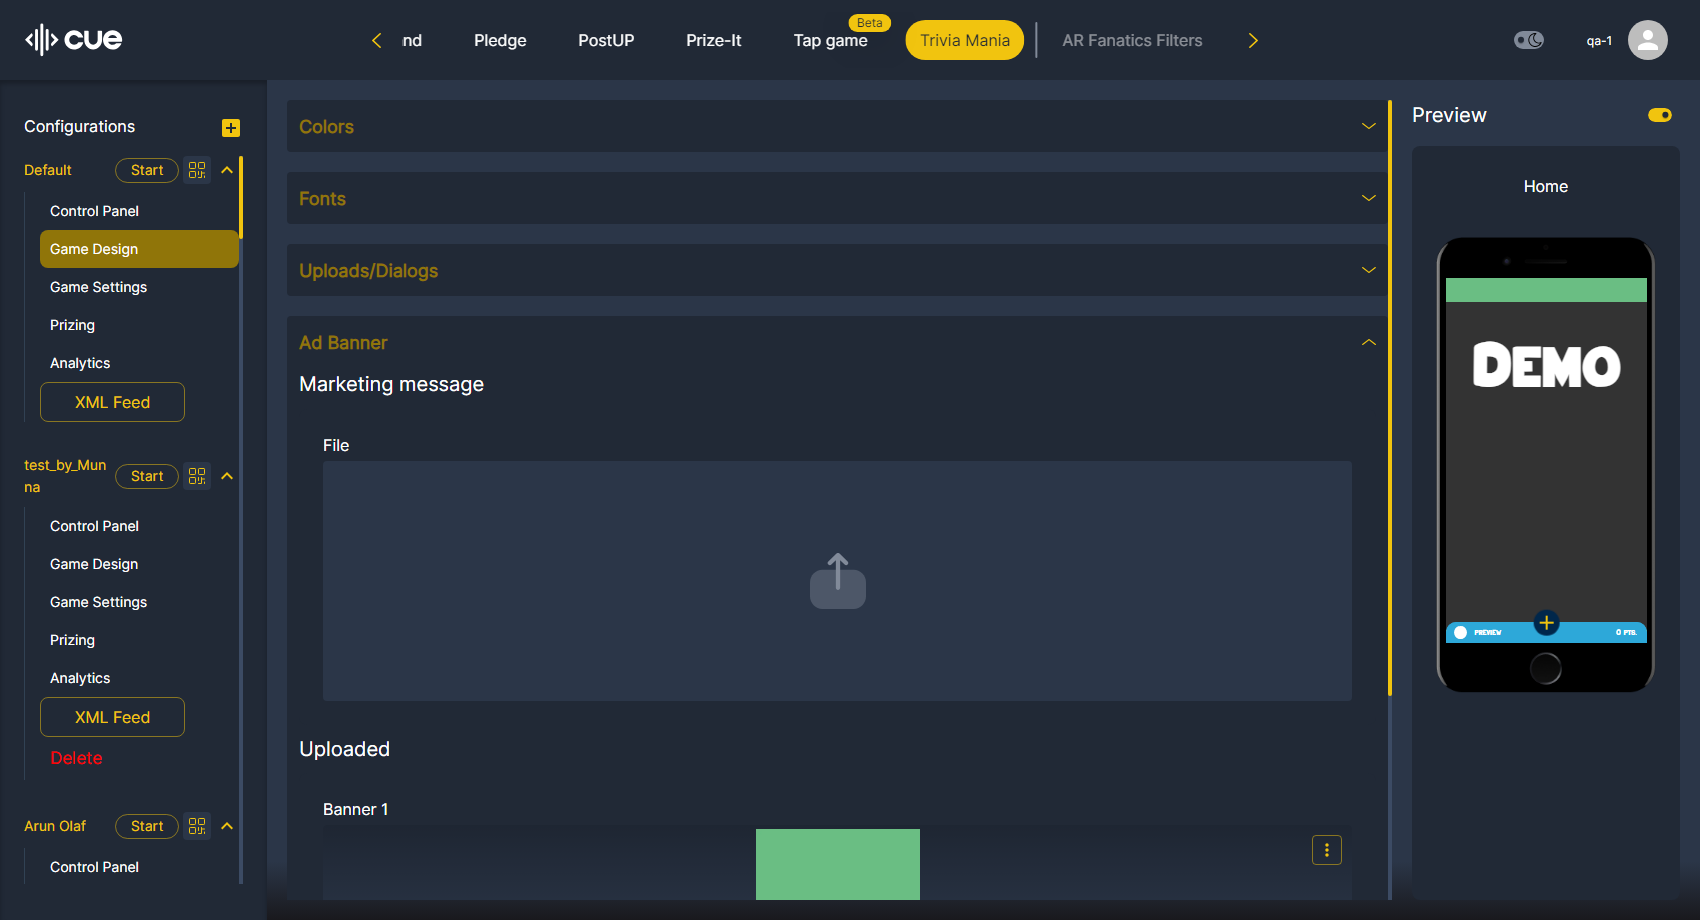 cue
nd
Pledge
PostUP
Prize-It
Tap game
Beta
Trivia Mania
AR Fanatics Filters
qa-1
Configurations
Default
Start
Control Panel
Game Design
Game Settings
Prizing
Analytics
XML Feed
test_by_Mun
na
Start
Control Panel
Game Design
Game Settings
Prizing
Analytics
XML Feed
Delete
Arun Olaf
Start
Control Panel
Colors
Fonts
Uploads/Dialogs
Ad Banner
Marketing message
File
Uploaded
Banner 1
Preview
Home
DEMO
PREVIEW
0 PTS.